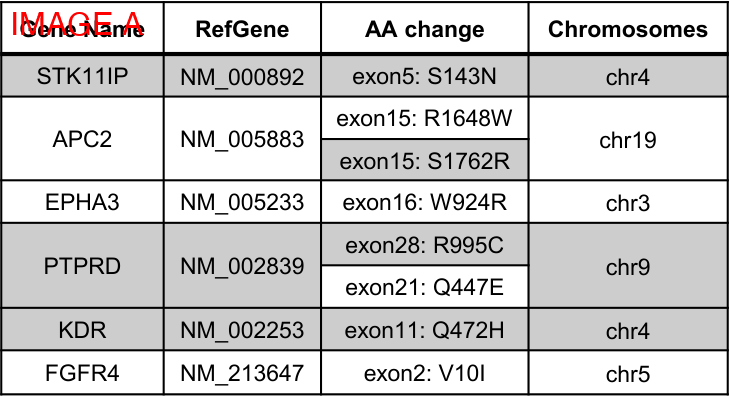 IMAGE A
Gene Name RefGene AA change Chromosomes
STK11IP NM_000892 exon5: S143N chr4
APC2 NM_005883 exon15: R1648W chr19
exon15: S1762R
EPHA3 NM_005233 exon16: W924R chr3
PTPRD NM_002839 exon28: R995C chr9
exon21: Q447E
KDR NM_002253 exon11: Q472H chr4
FGFR4 NM_213647 exon2: V10I chr5